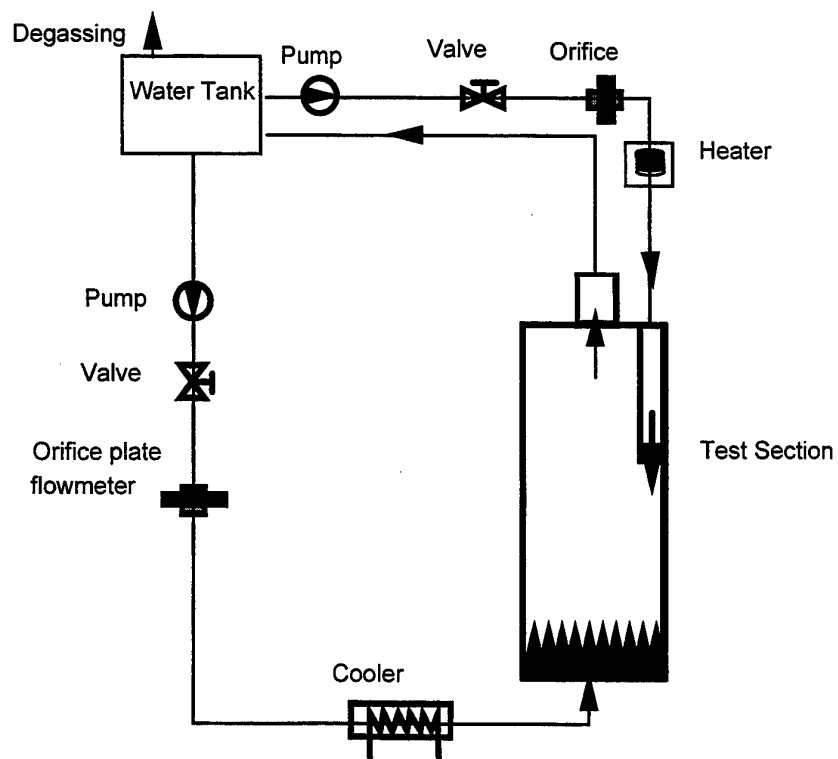 Degassing
Pump
Valve
Orifice
Water Tank
Heater
Pump
Valve
Orifice plate
flowmeter
Test Section
Cooler